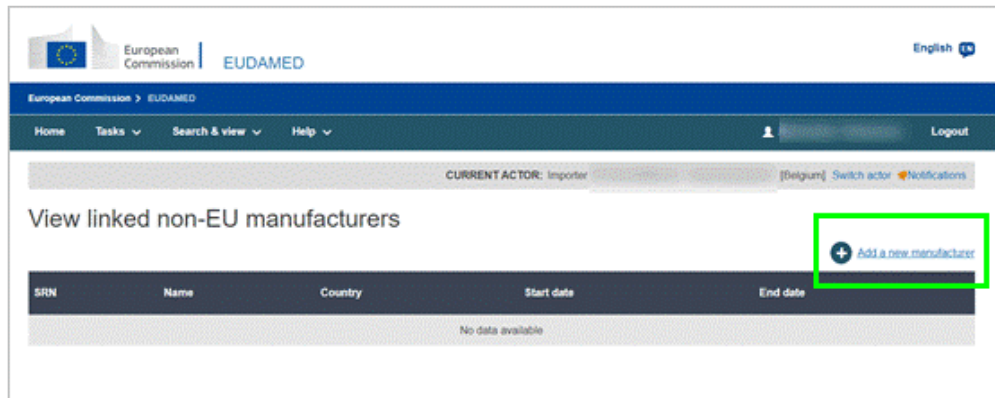 European
Commission
EUDAMED
English EN
European Commission > EUDAMED
Home Tasks Search & view Help Logout
CURRENT ACTOR: Importer [Belgium] Switch actor Notifications
View linked non-EU manufacturers
Add a new manufacturer
SRN Name Country Start date End date
No data available